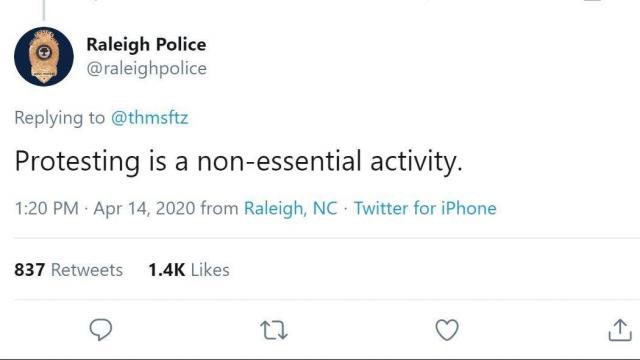 Raleigh Police
@raleighpolice
Replying to @thmsftz
Protesting is a non-essential activity.
1:20 PM · Apr 14, 2020 from Raleigh, NC · Twitter for iPhone
837 Retweets 1.4K Likes